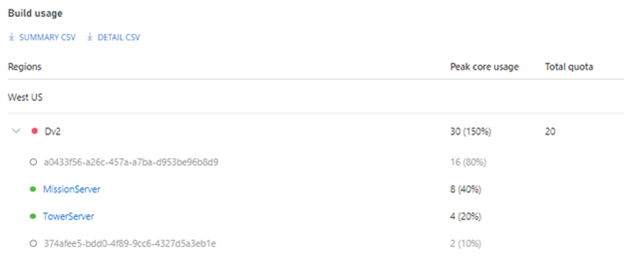 Build usage
SUMMARY CSV DETAIL CSV
Regions Peak core usage Total quota
West US
Dv2 30 (150%) 20
a0433f56-a26c-457a-a7ba-d953be96b8d9 16 (80%)
MissionServer 8 (40%)
TowerServer 4 (20%)
374afee5-bdd0-4f89-9cc6-4327d5a3eb1e 2 (10%)